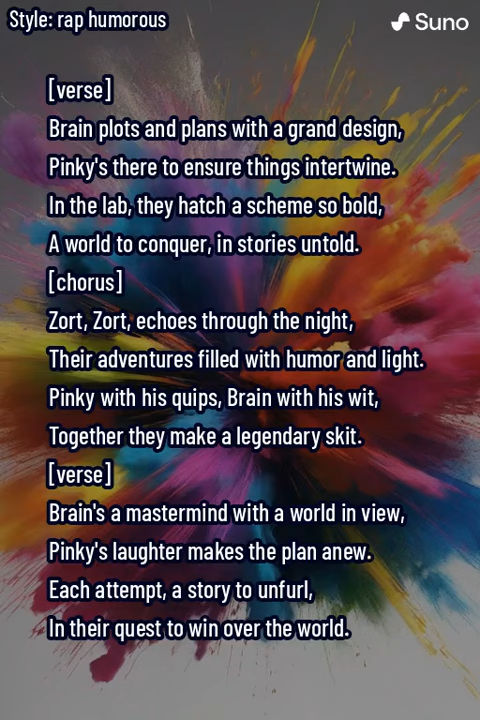 Style: rap humorous
Suno
[verse]
Brain plots and plans with a grand design,
Pinky's there to ensure things intertwine.
In the lab, they hatch a scheme so bold,
A world to conquer, in stories untold.
[chorus]
Zort, Zort, echoes through the night,
Their adventures filled with humor and light.
Pinky with his quips, Brain with his wit,
Together they make a legendary skit.
[verse]
Brain's a mastermind with a world in view,
Pinky's laughter makes the plan anew.
Each attempt, a story to unfurl,
In their quest to win over the world.